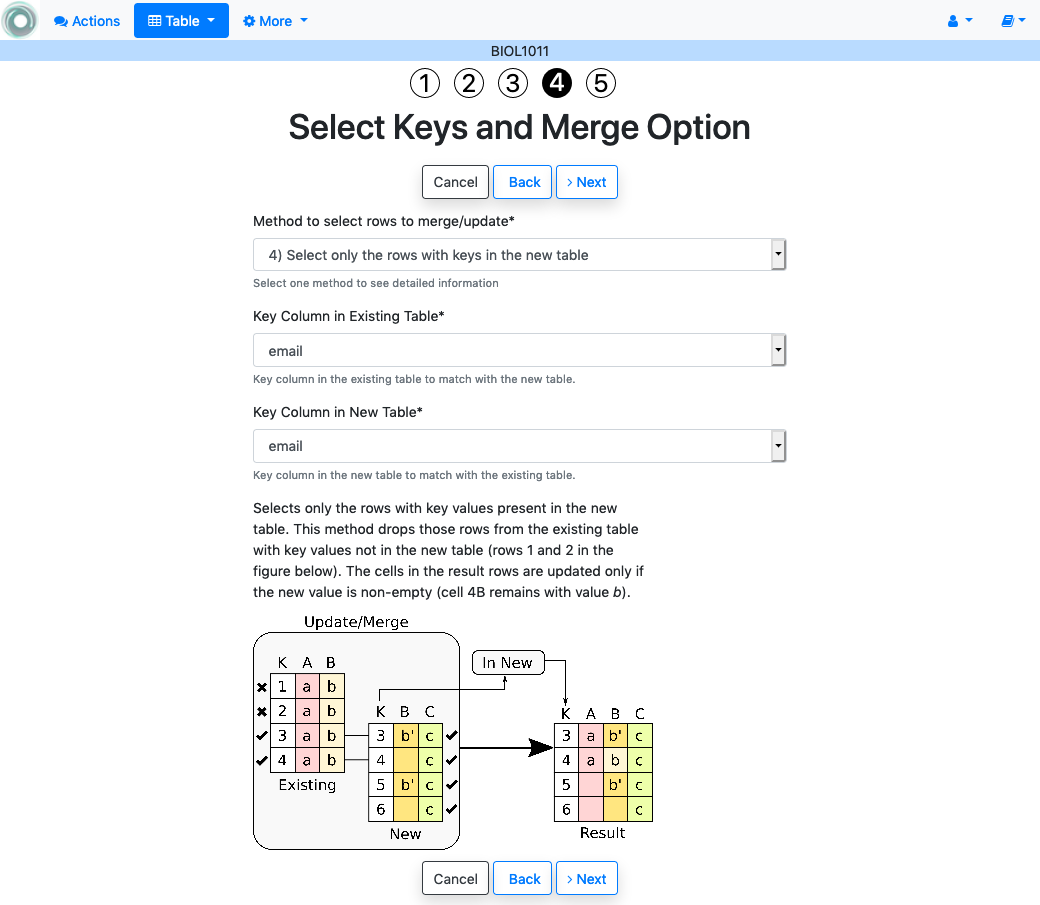 Actions Table More
BIOL1011
1 2 3 4 5
Select Keys and Merge Option
Cancel Back Next
Method to select rows to merge/update*
4) Select only the rows with keys in the new table
Select one method to see detailed information
Key Column in Existing Table*
email
Key column in the existing table to match with the new table.
Key Column in New Table*
email
Key column in the new table to match with the existing table.
Selects only the rows with key values present in the new
table. This method drops those rows from the existing table
with key values not in the new table (rows 1 and 2 in the
figure below). The cells in the result rows are updated only if
the new value is non-empty (cell 4B remains with value b).
Update/Merge
K A B
1 a b
2 a b
3 a b
4 a b
Existing
K B C
3 b' c
4 c
5 b' c
6 c
New
In New
K A B C
3 a b' c
4 a b c
5 b' c
6 c
Result
Cancel Back Next